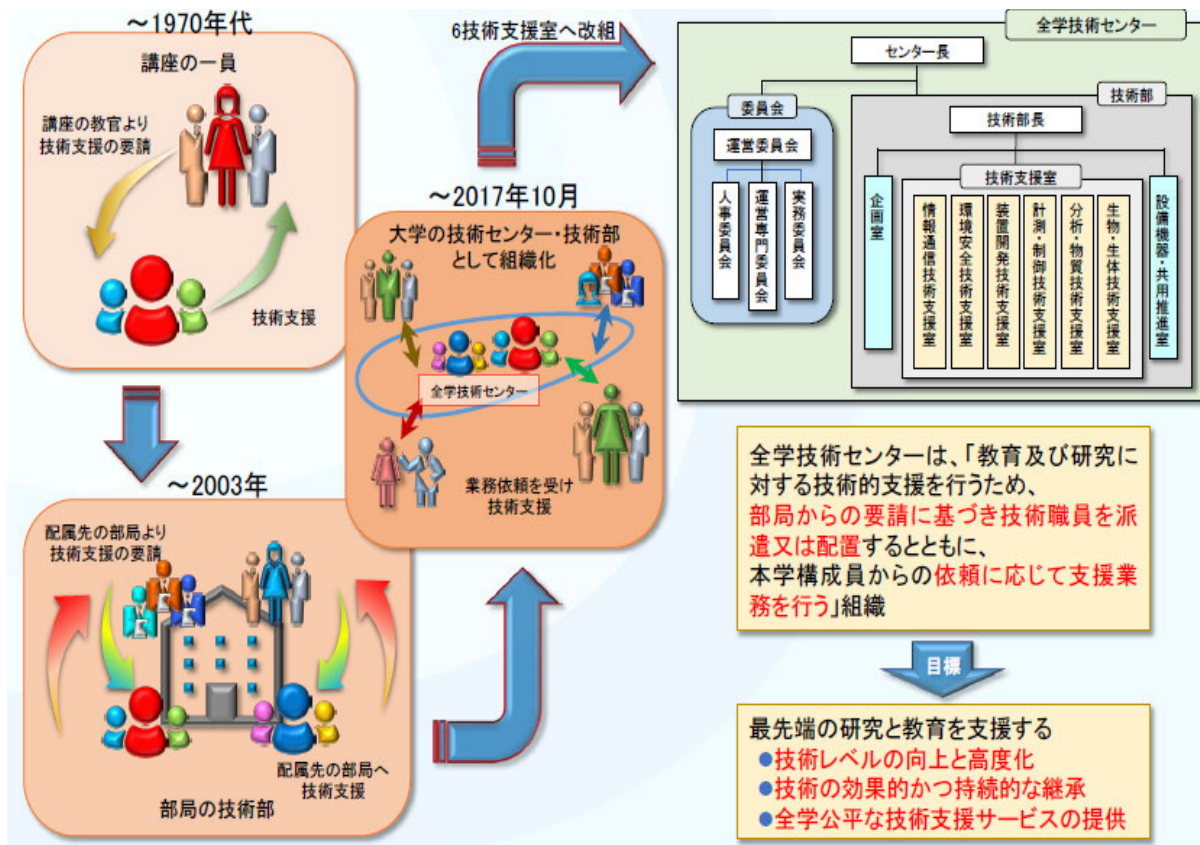 ～1970年代
講座の一員
講座の教官より
技術支援の要請
技術支援
～2003年
配属先の部局より
技術支援の要請
配属先の部局へ
技術支援
部局の技術部
～2017年10月
大学の技術センター・技術部
として組織化
全学技術センター
業務依頼を受け
技術支援
6技術支援室へ改組
全学技術センター
センター長
委員会
運営委員会
人事委員会
運営専門委員会
実務委員会
技術部
技術部長
企画室
技術支援室
情報通信技術支援室
環境安全技術支援室
装置開発技術支援室
計測・制御技術支援室
分析・物質技術支援室
生物・生体技術支援室
設備機器・共用推進室
全学技術センターは、「教育及び研究に
対する技術的支援を行うため、
部局からの要請に基づき技術職員を派
遣又は配置するとともに、
本学構成員からの依頼に応じて支援業
務を行う」組織
目標
最先端の研究と教育を支援する
●技術レベルの向上と高度化
●技術の効果的かつ持続的な継承
●全学公平な技術支援サービスの提供